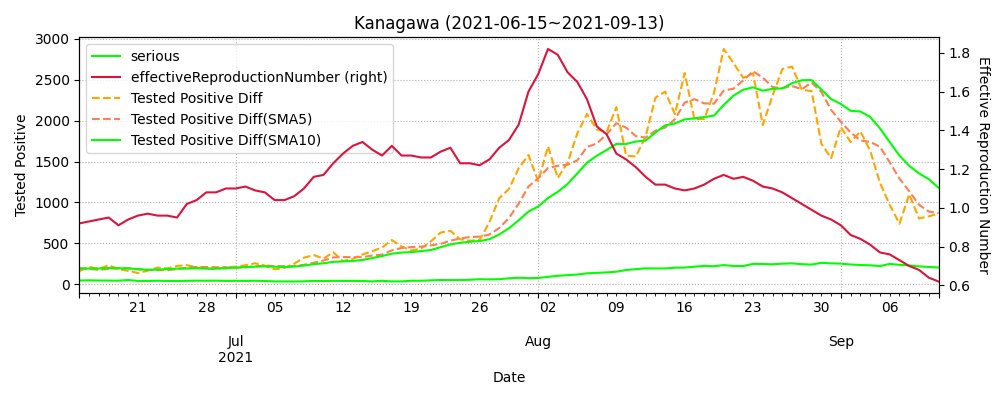 Kanagawa (2021-06-15~2021-09-13)
serious
effectiveReproductionNumber (right)
Tested Positive Diff
Tested Positive Diff(SMA5)
Tested Positive Diff(SMA10)
Tested Positive
3000
2500
2000
1500
1000
500
0
1.8
1.6
1.4
1.2
1.0
0.8
0.6
Effective Reproduction Number
21 28 05 12 19 26 02 09 16 23 30 06
Jul Aug Sep
2021
Date